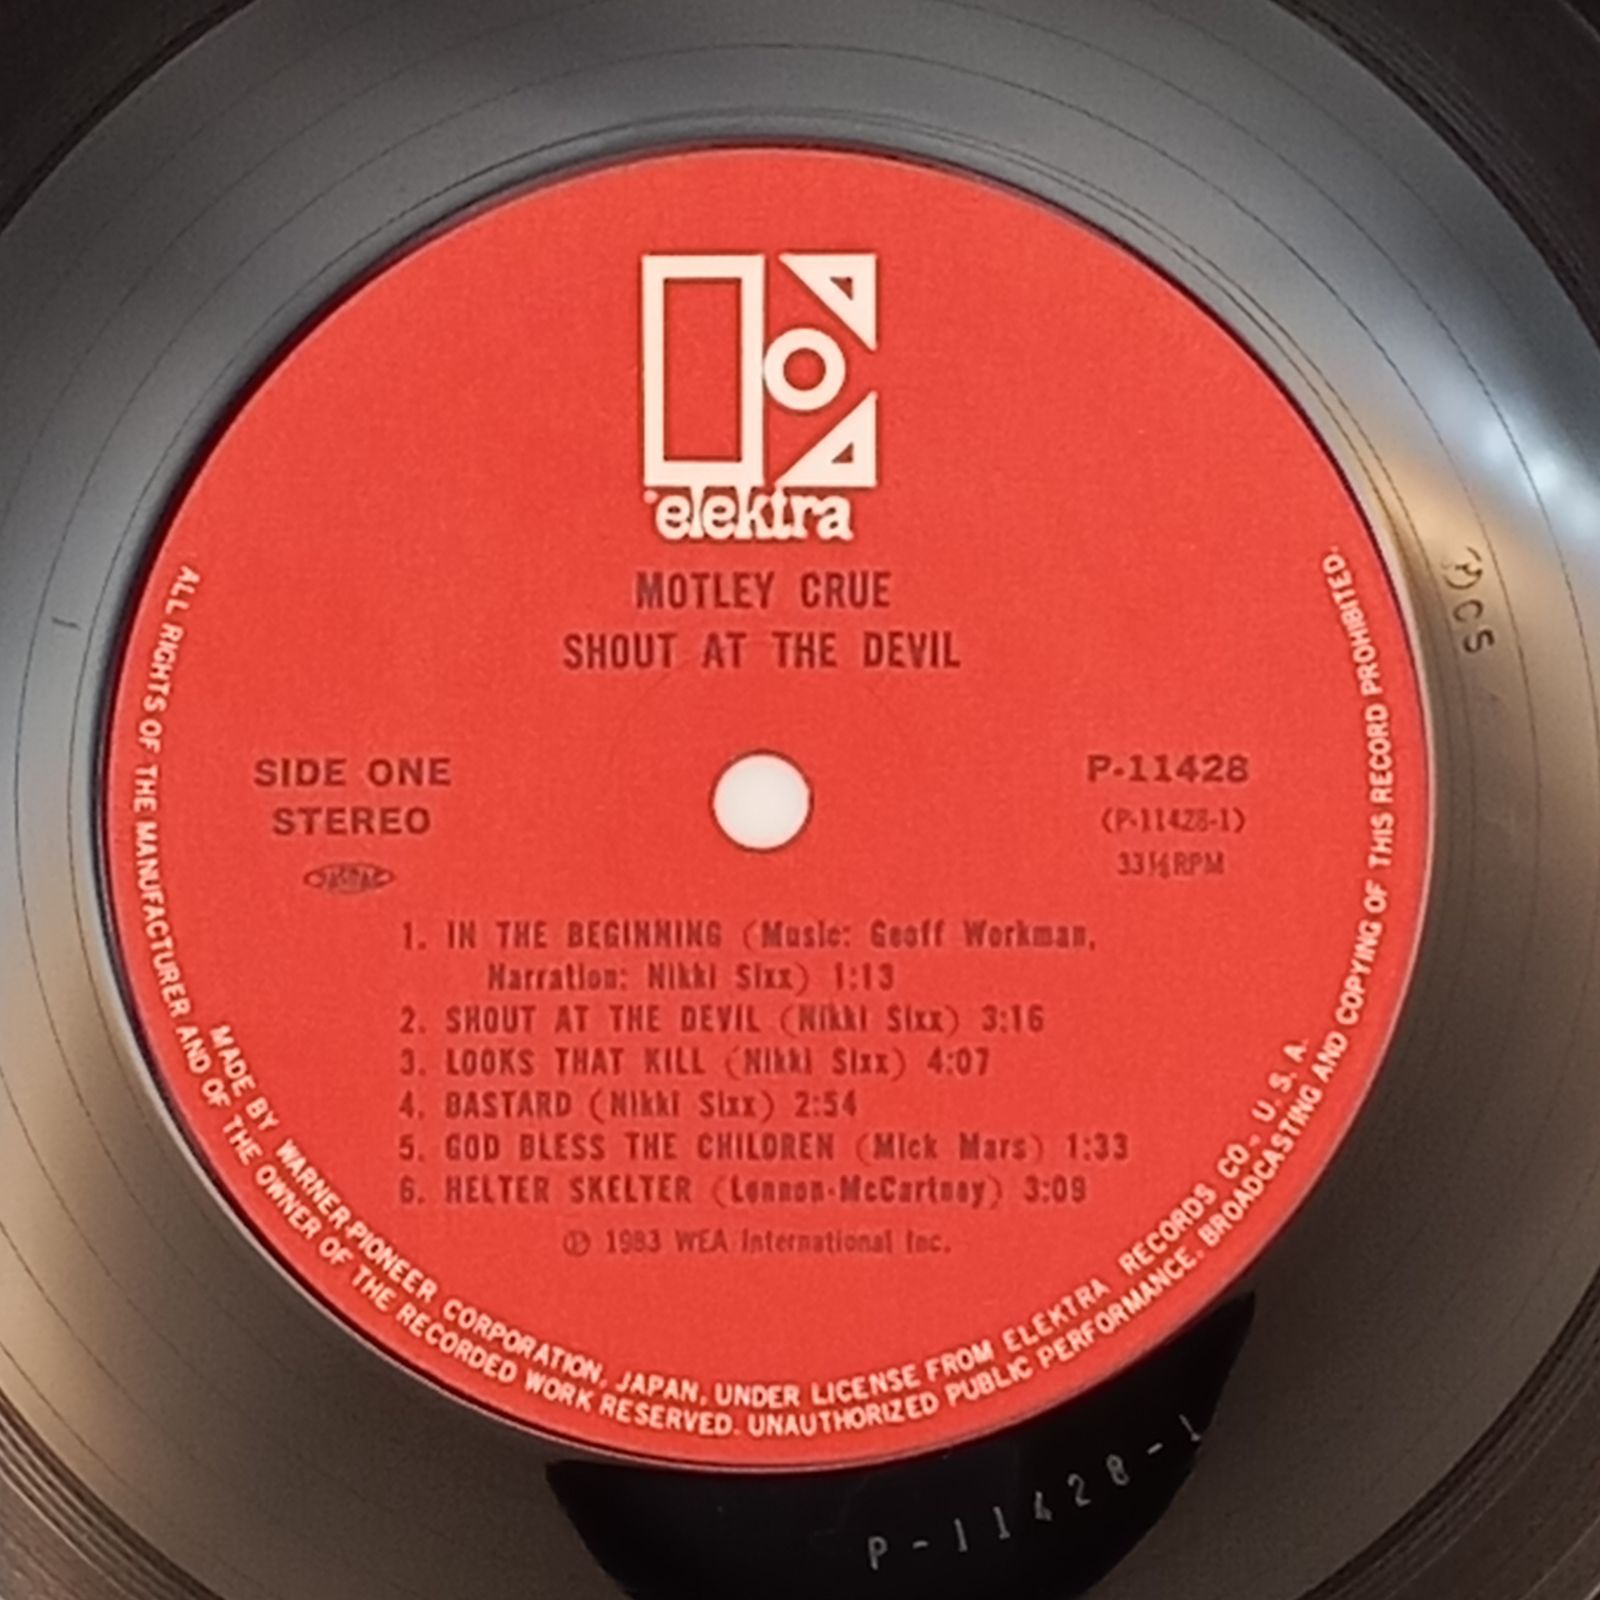 elektra
MOTLEY CRUE
SHOUT AT THE DEVIL
SIDE ONE
STEREO
P-11428
(P-11428-1)
33⅓RPM
1. IN THE BEGINNING (Music: Geoff Workman,
Narration: Nikki Sixx) 1:13
2. SHOUT AT THE DEVIL (Nikki Sixx) 3:16
3. LOOKS THAT KILL (Nikki Sixx) 4:07
4. BASTARD (Nikki Sixx) 2:54
5. GOD BLESS THE CHILDREN (Mick Mars) 1:33
6. HELTER SKELTER (Lennon-McCartney) 3:09
℗ 1983 WEA International Inc.
MADE BY WARNER-PIONEER CORPORATION, JAPAN, UNDER LICENSE FROM ELEKTRA RECORDS CO., U. S. A.
ALL RIGHTS OF THE MANUFACTURER AND OF THE OWNER OF THE RECORDED WORK RESERVED. UNAUTHORIZED PUBLIC PERFORMANCE. BROADCASTING AND COPYING OF THIS RECORD PROHIBITED.
P-11428-1